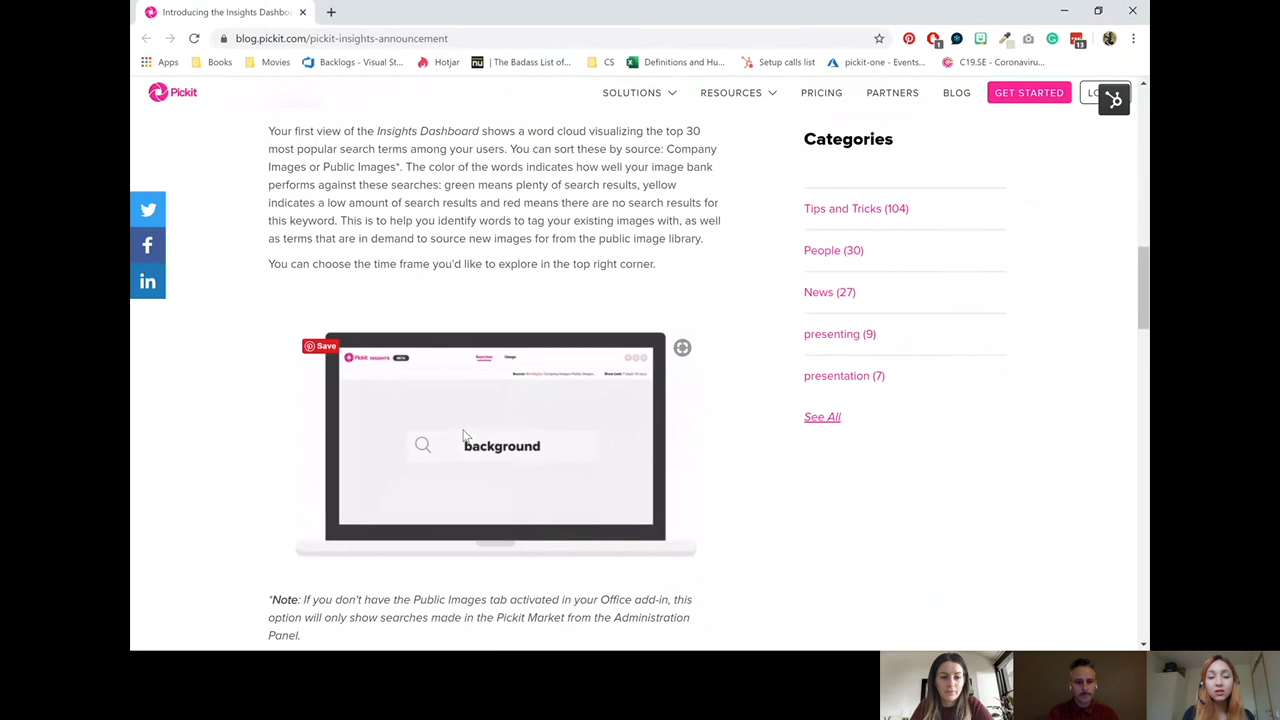 Introducing the Insights Dashbo
blog.pickit.com/pickit-insights-announcement
1
13
Apps
Books
Movies
Backlogs - Visual St...
Hotjar
nu
| The Badass List of...
CS
Definitions and Hu...
Setup calls list
pickit-one - Events...
C19.SE - Coronaviru...
Pickit
SOLUTIONS
RESOURCES
PRICING
PARTNERS
BLOG
GET STARTED
LO
Your first view of the Insights Dashboard shows a word cloud visualizing the top 30
most popular search terms among your users. You can sort these by source: Company
Images or Public Images*. The color of the words indicates how well your image bank
performs against these searches: green means plenty of search results, yellow
indicates a low amount of search results and red means there are no search results for
this keyword. This is to help you identify words to tag your existing images with, as well
as terms that are in demand to source new images for from the public image library.
You can choose the time frame you'd like to explore in the top right corner.
Categories
Tips and Tricks (104)
People (30)
News (27)
presenting (9)
presentation (7)
See All
Save
Pickit INSIGHTS BETA
Searches
Usage
background
*Note: If you don't have the Public Images tab activated in your Office add-in, this
option will only show searches made in the Pickit Market from the Administration
Panel.